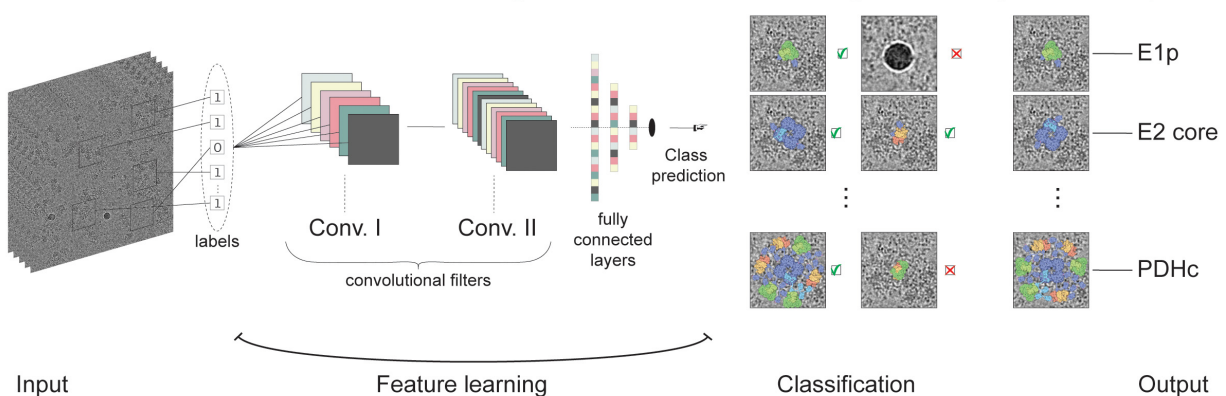 1
1
0
1
1
labels
Conv. I
Conv. II
convolutional filters
fully
connected
layers
Class
prediction
E1p
E2 core
PDHc
Input
Feature learning
Classification
Output